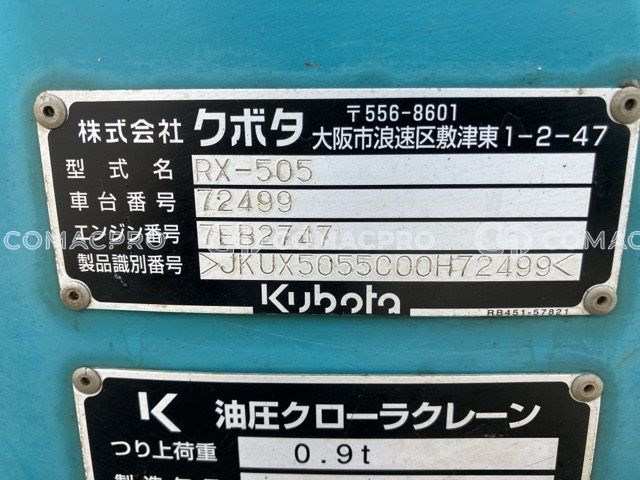 株式会社 クボタ 〒556-8601
大阪市浪速区敷津東1-2-47
型式名 RX-505
車台番号 72499
エンジン番号 7EB2747
製品識別番号 >JKUX5055C00H72499<
Kubota
RB451-57821
COMACPRO COMACPRO COMACPRO
K 油圧クローラクレーン
つり上荷重 0.9t